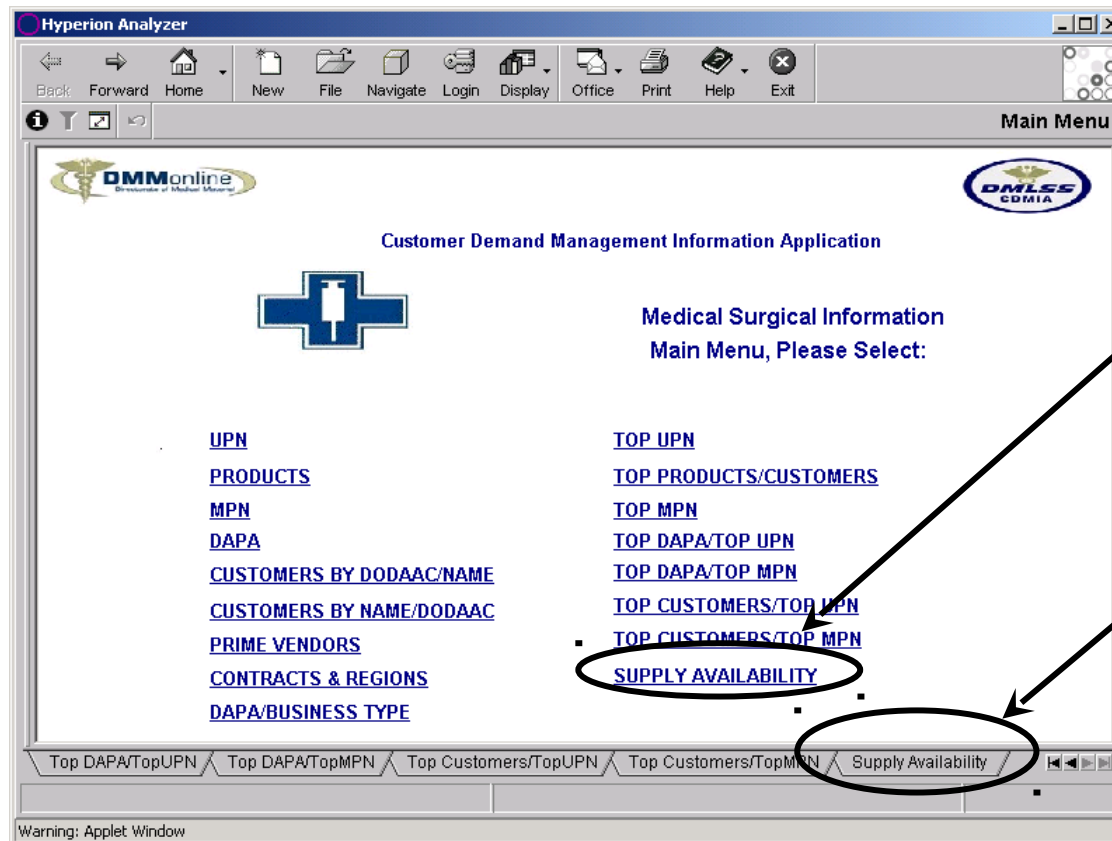 Hyperion Analyzer
Back Forward Home New File Navigate Login Display Office Print Help Exit
Main Menu
DMMonline
Directorate of Medical Materiel
DMLSS
CDMIA
Customer Demand Management Information Application
Medical Surgical Information
Main Menu, Please Select:
UPN
PRODUCTS
MPN
DAPA
CUSTOMERS BY DODAAC/NAME
CUSTOMERS BY NAME/DODAAC
PRIME VENDORS
CONTRACTS & REGIONS
DAPA/BUSINESS TYPE
TOP UPN
TOP PRODUCTS/CUSTOMERS
TOP MPN
TOP DAPA/TOP UPN
TOP DAPA/TOP MPN
TOP CUSTOMERS/TOP UPN
TOP CUSTOMERS/TOP MPN
SUPPLY AVAILABILITY
Top DAPA/TopUPN Top DAPA/TopMPN Top Customers/TopUPN Top Customers/TopMPN Supply Availability
Warning: Applet Window